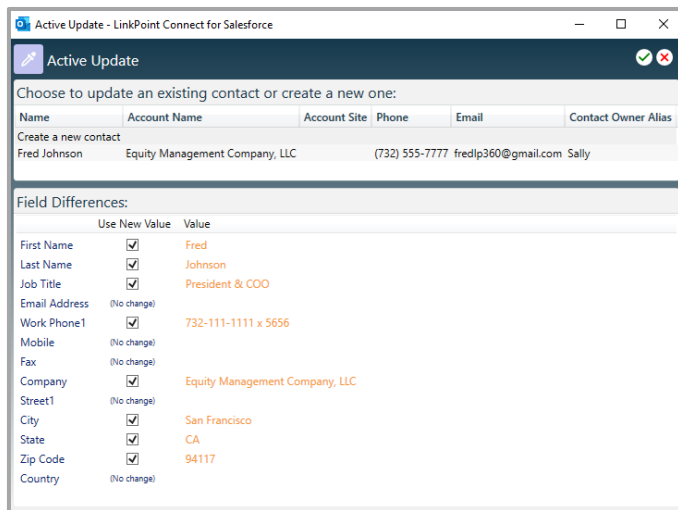 Active Update - LinkPoint Connect for Salesforce
Active Update
Choose to update an existing contact or create a new one:
Name Account Name Account Site Phone Email Contact Owner Alias
Create a new contact
Fred Johnson Equity Management Company, LLC (732) 555-7777 fredlp360@gmail.com Sally
Field Differences:
Use New Value Value
First Name Fred
Last Name Johnson
Job Title President & COO
Email Address (No change)
Work Phone1 732-111-1111 x 5656
Mobile (No change)
Fax (No change)
Company Equity Management Company, LLC
Street1 (No change)
City San Francisco
State CA
Zip Code 94117
Country (No change)